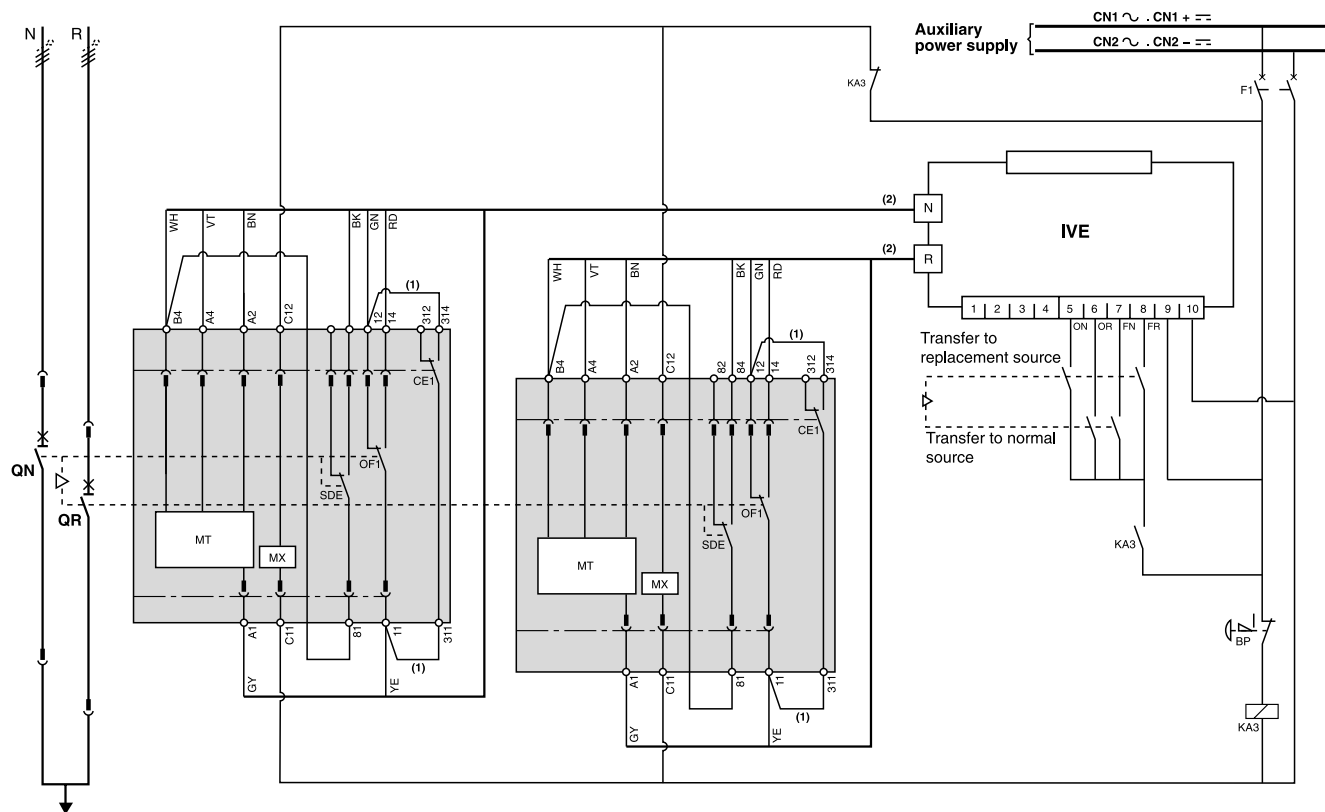 N R
Auxiliary
power supply
CN1 ∿ . CN1 + ⎓
CN2 ∿ . CN2 – ⎓
KA3
F1
(2)
N
IVE
(2)
R
1 2 3 4 5 6 7 8 9 10
ON OR FN FR
Transfer to
replacement source
Transfer to normal
source
KA3
BP
KA3
WH VT BN BK GN RD
(1)
B4 A4 A2 C12 12 14 312 314
CE1
OF1
SDE
MT
MX
A1 C11 81 11 311
(1)
GY YE
WH VT BN BK GN RD
(1)
B4 A4 A2 C12 82 84 12 14 312 314
CE1
OF1
SDE
MT
MX
A1 C11 81 11 311
(1)
GY YE
QN
QR